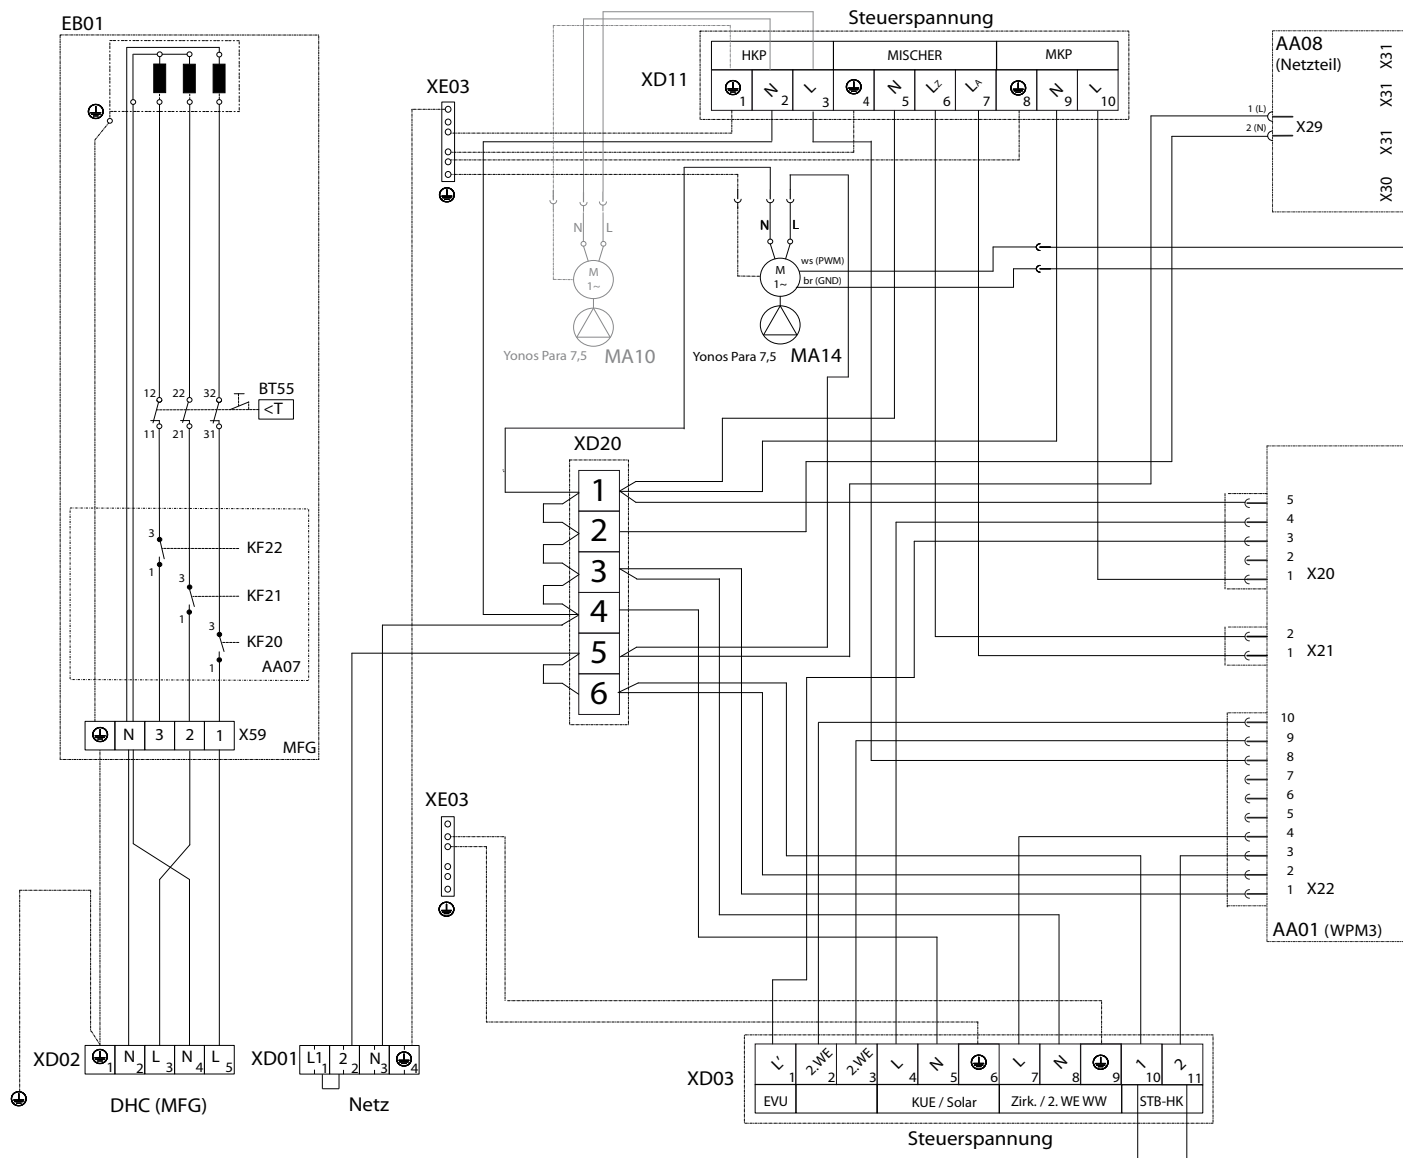 EB01
12 22 32
11 21 31
BT55
<T
3
1
KF22
3
1
KF21
3
1
KF20
AA07
N 3 2 1 X59
MFG
XD02
1 N 2 L 3 N 4 L 5
DHC (MFG)
XD01
L1 1 2 2 N 3 4
Netz
XE03
Steuerspannung
XD11
HKP MISCHER MKP
1 N 2 L 3 4 N 5 LZ 6 LA 7 8 N 9 L 10
N L
M
1~
Yonos Para 7,5 MA10
N L
M
1~
ws (PWM)
br (GND)
Yonos Para 7,5 MA14
AA08
(Netzteil)
1 (L)
2 (N)
X29
X31
X31
X31
X30
XD20
1
2
3
4
5
6
5
4
3
2
1 X20
2
1 X21
10
9
8
7
6
5
4
3
2
1 X22
AA01 (WPM3)
XE03
XD03
L' 1 2.WE 2 2.WE 3 L 4 N 5 6 L 7 N 8 9 1 10 2 11
EVU KUE / Solar Zirk. / 2. WE WW STB-HK
Steuerspannung